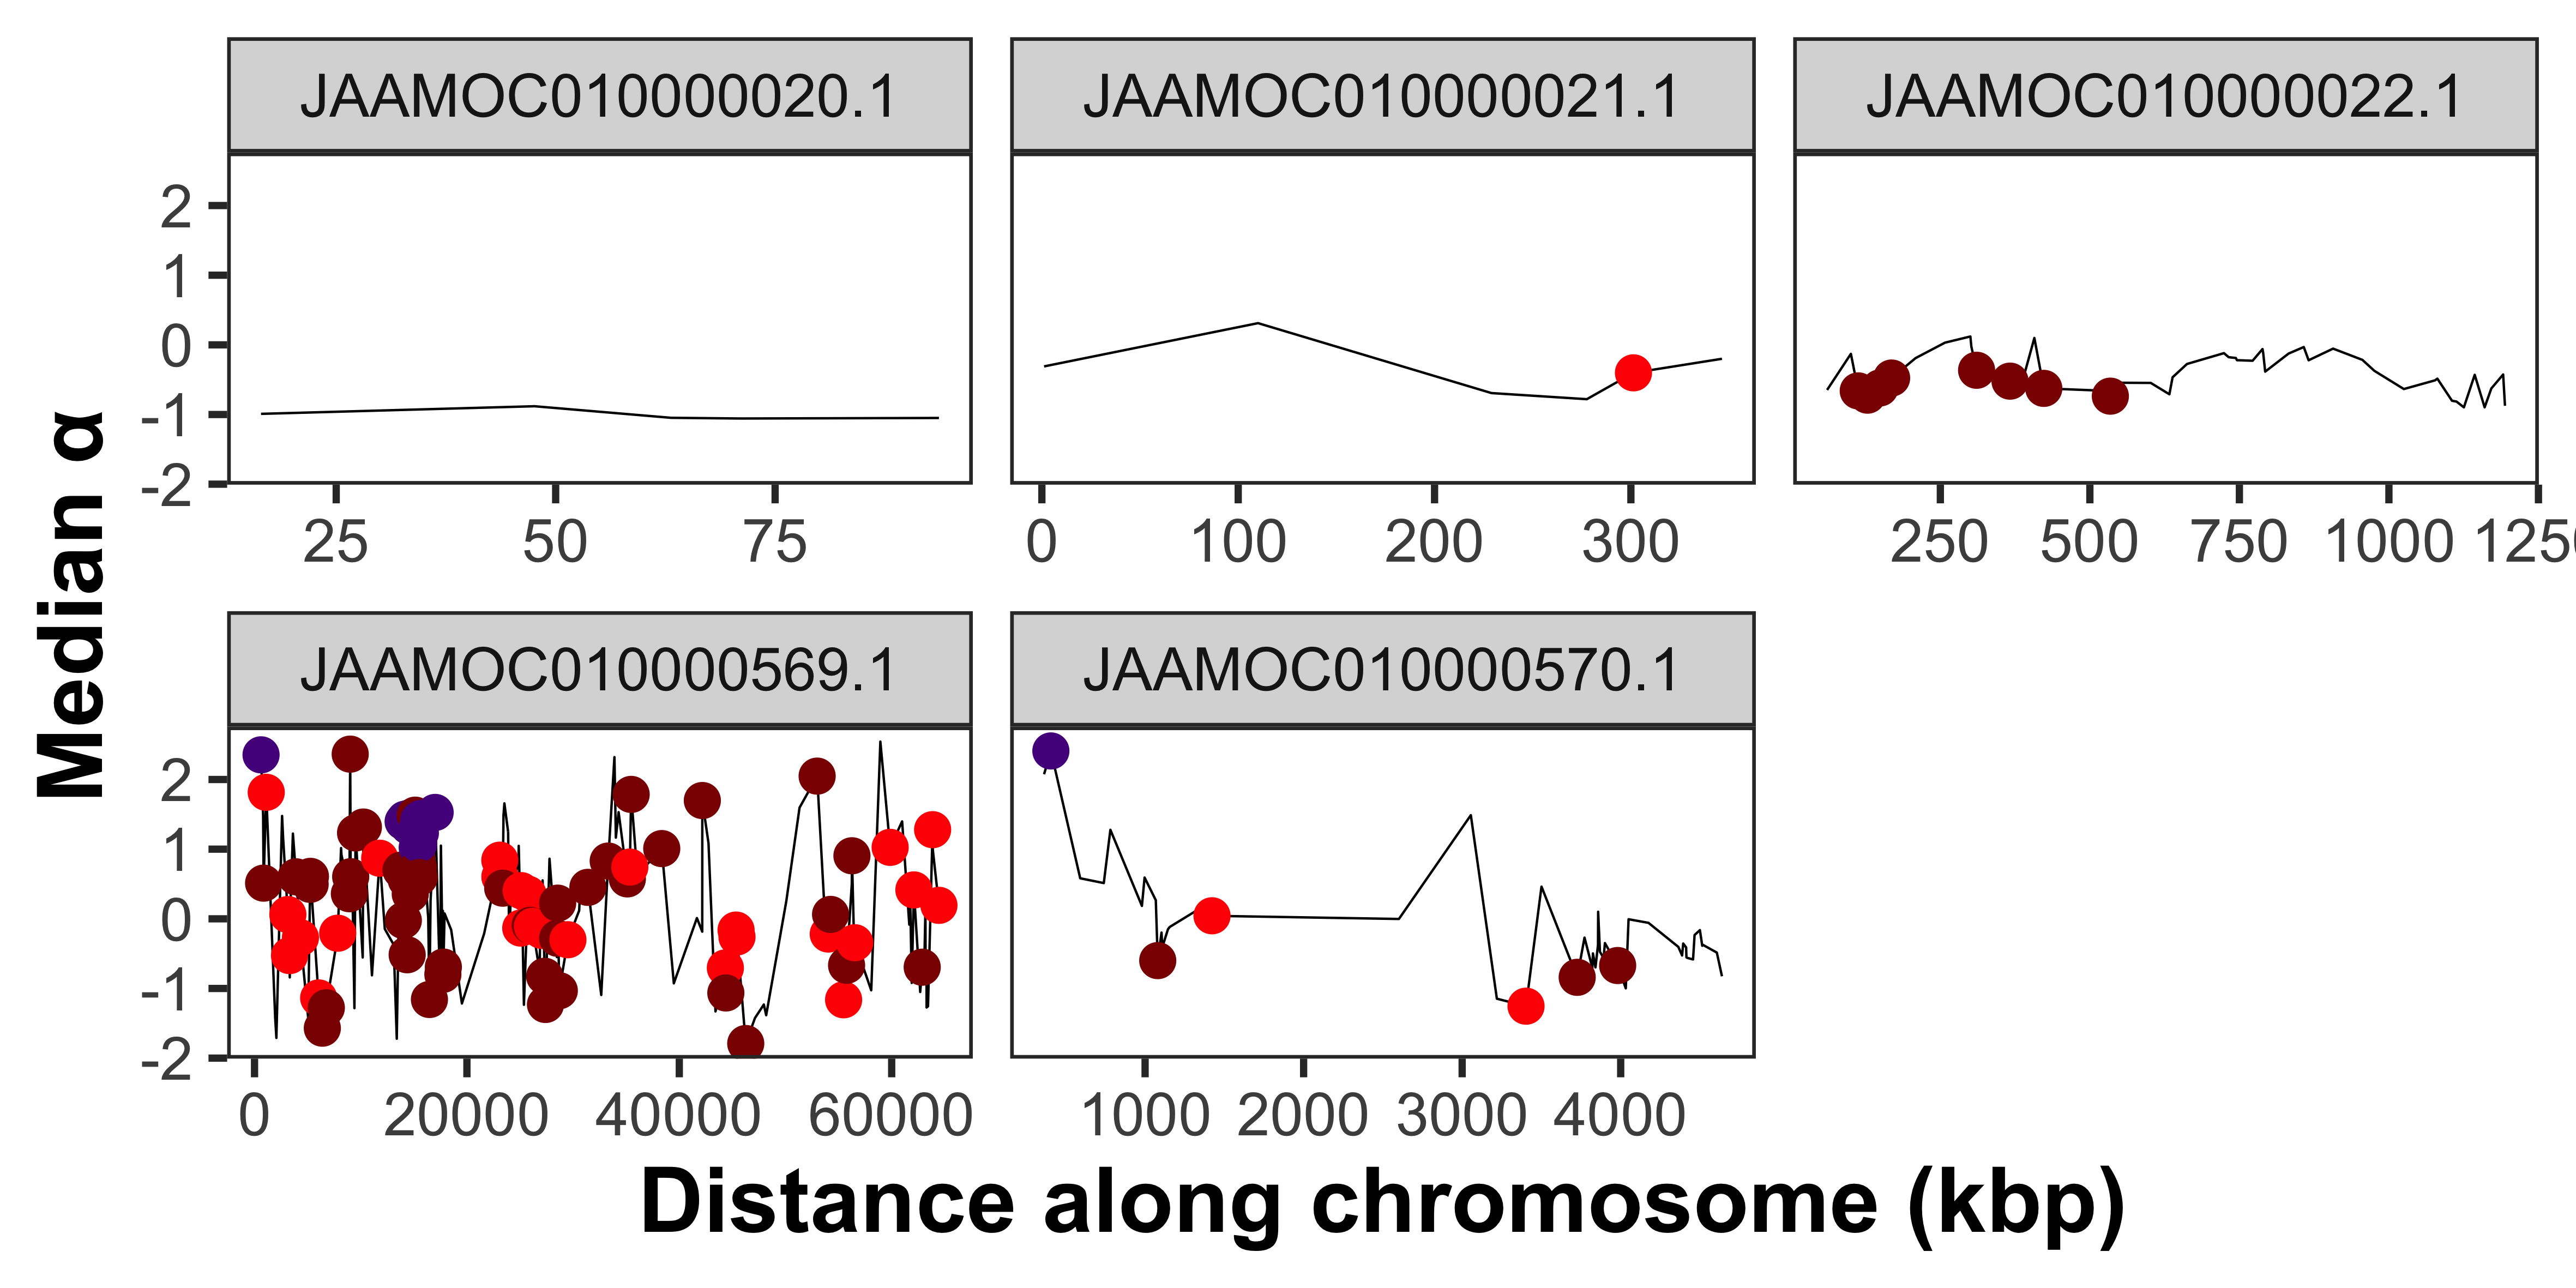 JAAMOC010000020.1 JAAMOC010000021.1 JAAMOC010000022.1
2
1
0
-1
-2
25 50 75 0 100 200 300 250 500 750 1000 125
Median α
JAAMOC010000569.1 JAAMOC010000570.1
2
1
0
-1
-2
0 20000 40000 60000 1000 2000 3000 4000
Distance along chromosome (kbp)